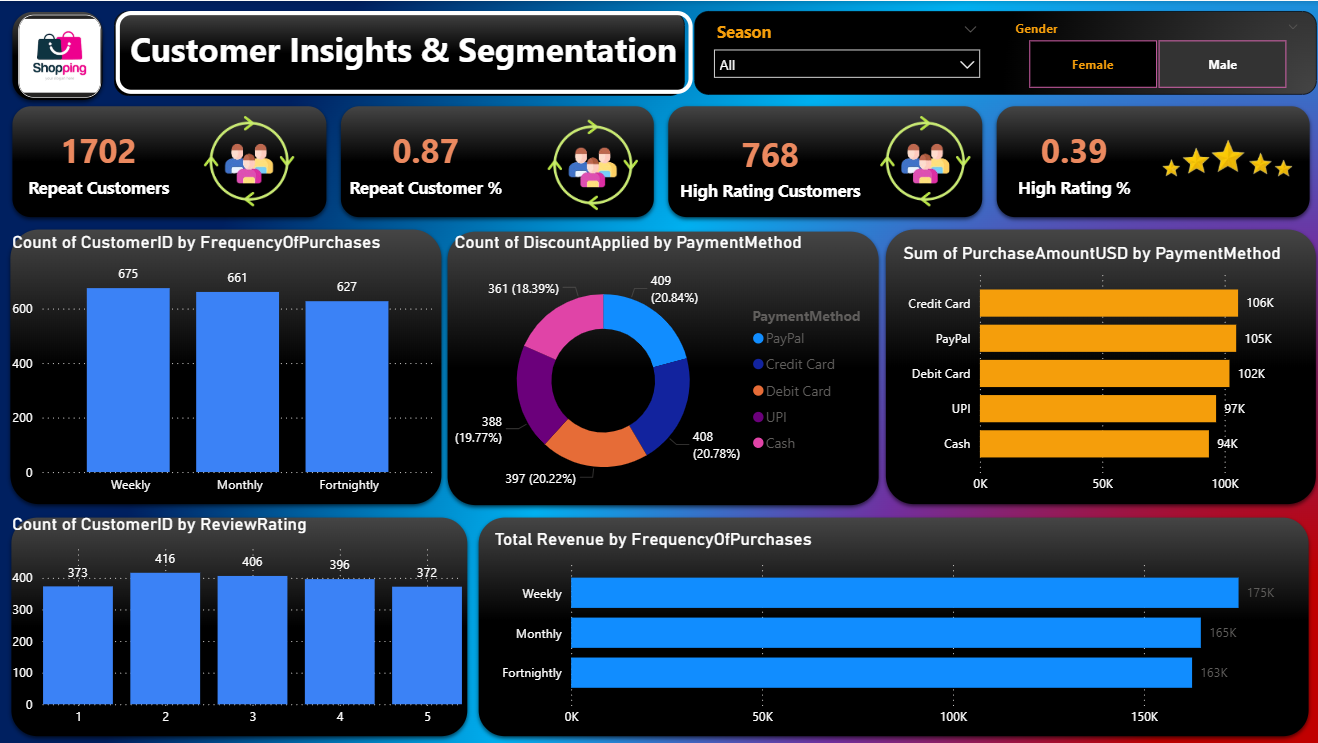 Shopping
Customer Insights & Segmentation
Season
All
Gender
Female
Male
1702
Repeat Customers
0.87
Repeat Customer %
768
High Rating Customers
0.39
High Rating %
Count of CustomerID by FrequencyOfPurchases
675
661
627
600
400
200
0
Weekly
Monthly
Fortnightly
Count of DiscountApplied by PaymentMethod
361 (18.39%)
409
(20.84%)
388
(19.77%)
408
(20.78%)
397 (20.22%)
PaymentMethod
PayPal
Credit Card
Debit Card
UPI
Cash
Sum of PurchaseAmountUSD by PaymentMethod
Credit Card 106K
PayPal 105K
Debit Card 102K
UPI 97K
Cash 94K
0K 50K 100K
Count of CustomerID by ReviewRating
373
416
406
396
372
400
300
200
100
0
1 2 3 4 5
Total Revenue by FrequencyOfPurchases
Weekly 175K
Monthly 165K
Fortnightly 163K
0K 50K 100K 150K